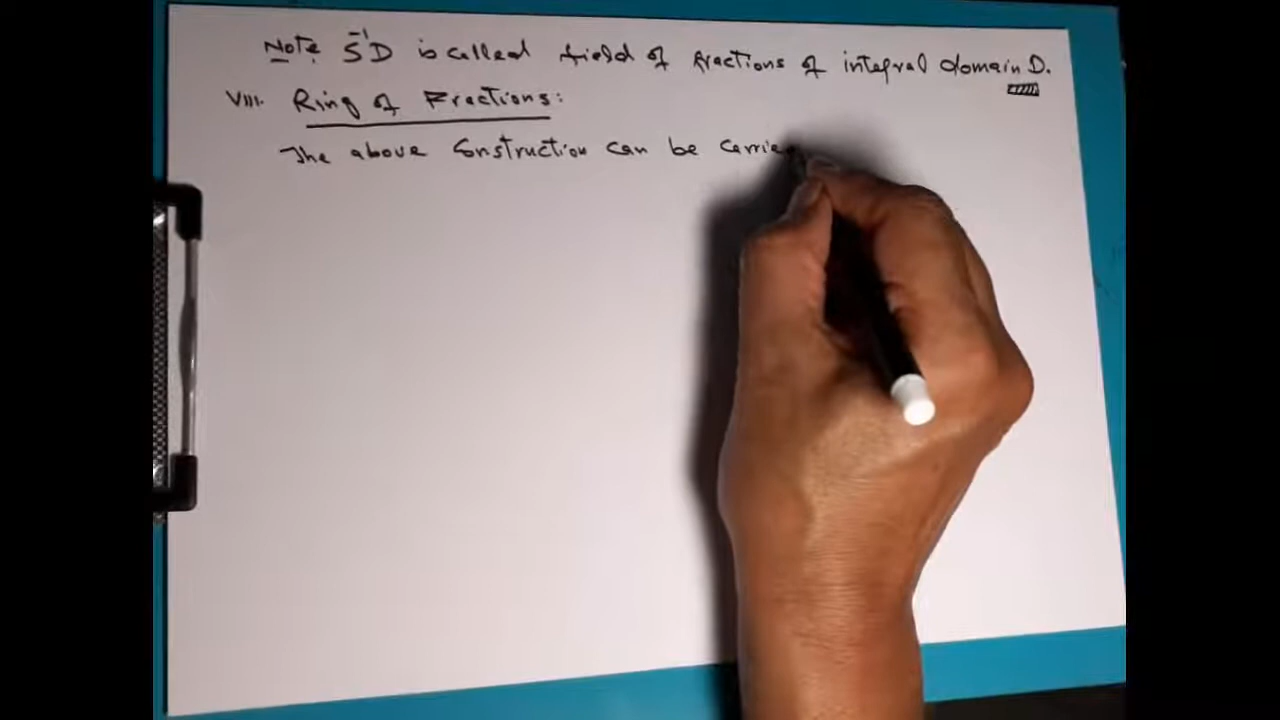 Note S⁻¹D is called field of fractions of integral domain D.
VIII. Ring of Fractions:
The above construction can be carrie